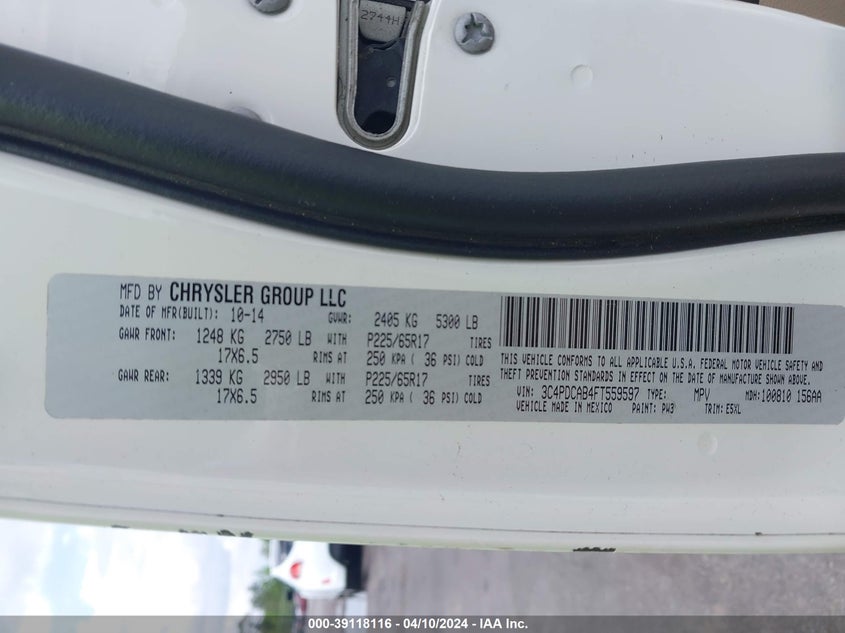 2744H
MFD BY CHRYSLER GROUP LLC
DATE OF MFR(BUILT): 10-14 GVWR: 2405 KG 5300 LB
GAWR FRONT: 1248 KG 2750 LB WITH P225/65R17 TIRES
17X6.5 RIMS AT 250 KPA ( 36 PSI) COLD
GAWR REAR: 1339 KG 2950 LB WITH P225/65R17 TIRES
17X6.5 RIMS AT 250 KPA ( 36 PSI) COLD
THIS VEHICLE CONFORMS TO ALL APPLICABLE U.S.A. FEDERAL MOTOR VEHICLE SAFETY AND
THEFT PREVENTION STANDARDS IN EFFECT ON THE DATE OF MANUFACTURE SHOWN ABOVE.
VIN: 3C4PDCAB4FT559597 TYPE: MPV MDH: 100810 156AA
VEHICLE MADE IN MEXICO PAINT: PW3 TRIM: E5XL
000-39118116 - 04/10/2024 - IAA Inc.